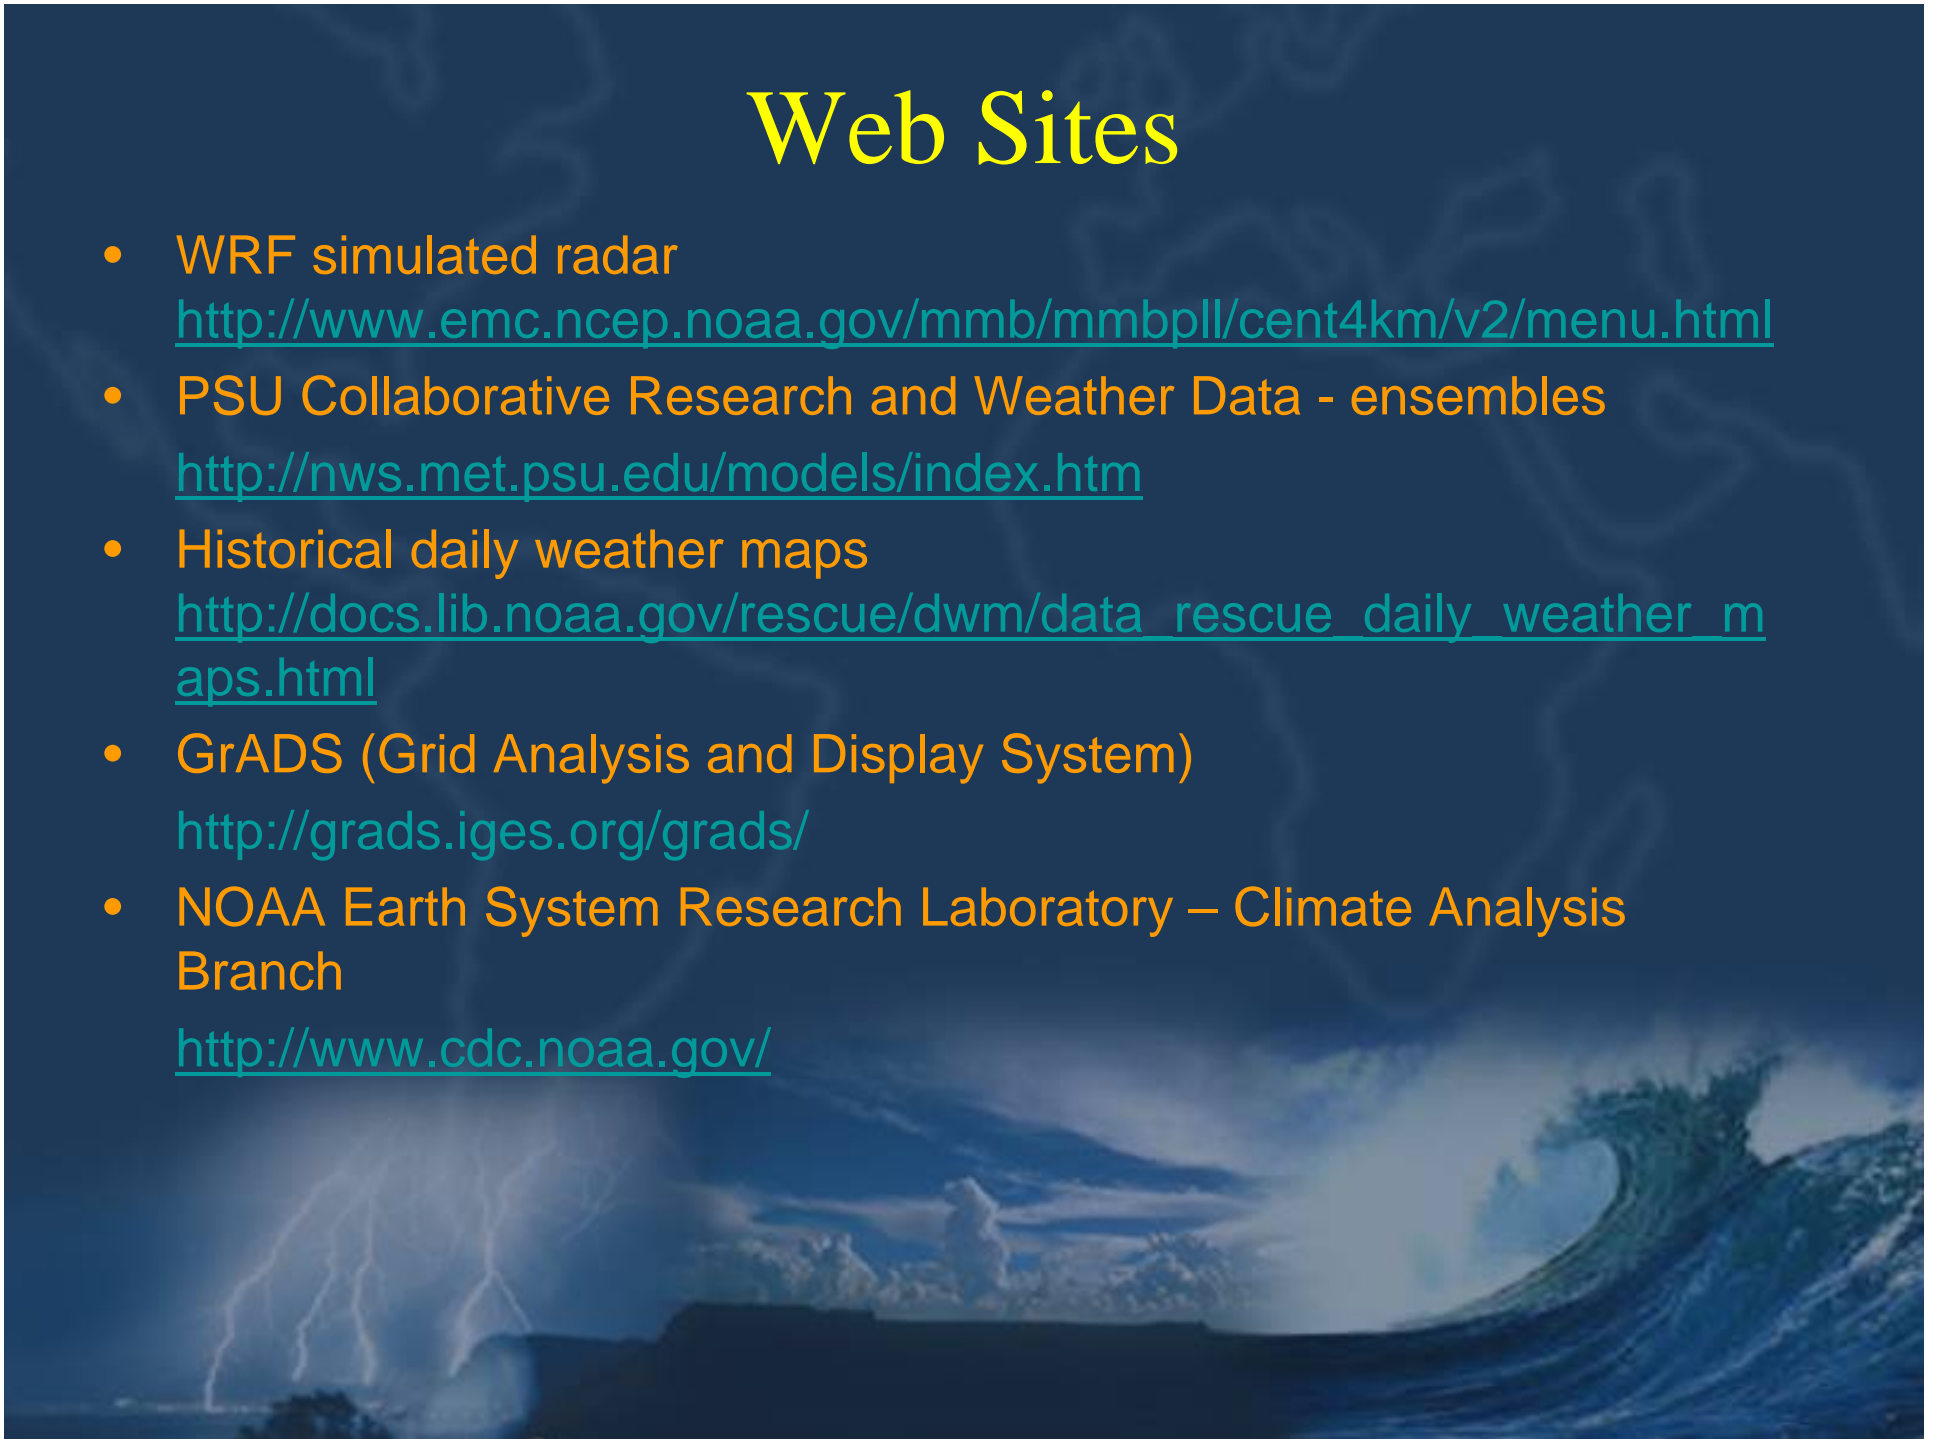 Web Sites
• WRF simulated radar
http://www.emc.ncep.noaa.gov/mmb/mmbpll/cent4km/v2/menu.html
• PSU Collaborative Research and Weather Data - ensembles
http://nws.met.psu.edu/models/index.htm
• Historical daily weather maps
http://docs.lib.noaa.gov/rescue/dwm/data_rescue_daily_weather_m
aps.html
• GrADS (Grid Analysis and Display System)
http://grads.iges.org/grads/
• NOAA Earth System Research Laboratory – Climate Analysis
Branch
http://www.cdc.noaa.gov/